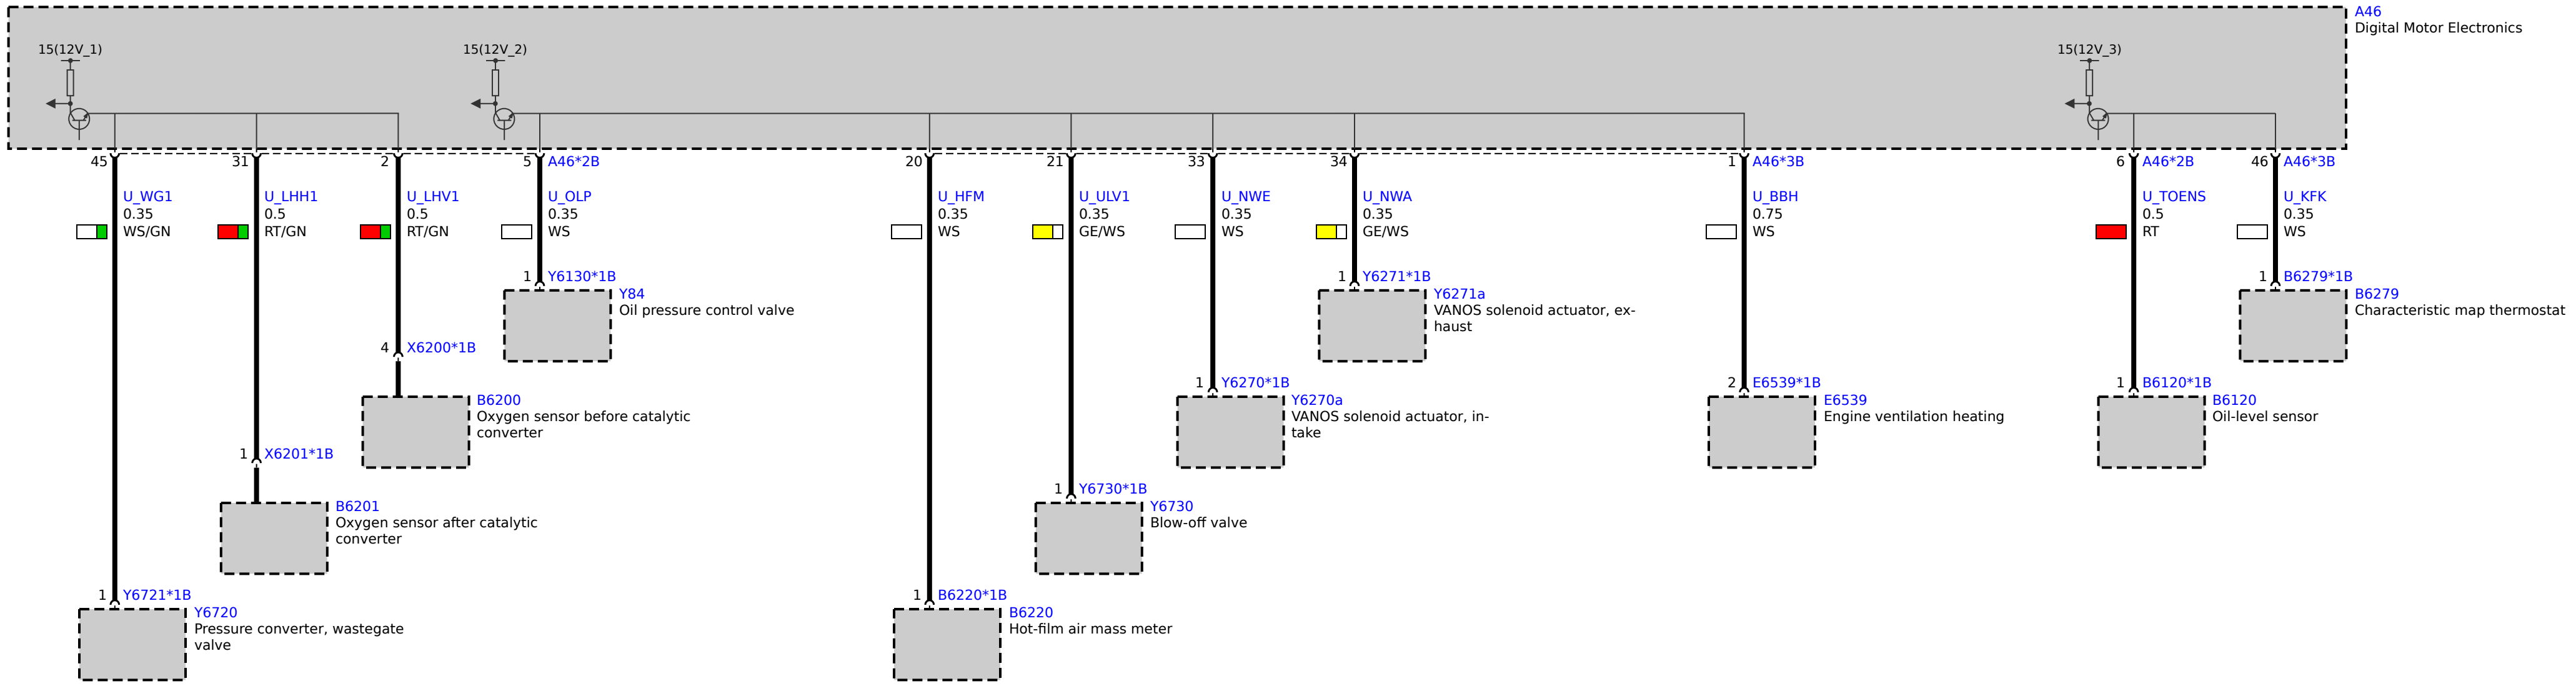 A46
Digital Motor Electronics
15(12V_1)
15(12V_2)
15(12V_3)
45
31
2
5 A46*2B
20
21
33
34
1 A46*3B
6 A46*2B
46 A46*3B
U_WG1
0.35
WS/GN
U_LHH1
0.5
RT/GN
U_LHV1
0.5
RT/GN
U_OLP
0.35
WS
U_HFM
0.35
WS
U_ULV1
0.35
GE/WS
U_NWE
0.35
WS
U_NWA
0.35
GE/WS
U_BBH
0.75
WS
U_TOENS
0.5
RT
U_KFK
0.35
WS
1 Y6130*1B
Y84
Oil pressure control valve
1 Y6271*1B
Y6271a
VANOS solenoid actuator, ex-
haust
1 B6279*1B
B6279
Characteristic map thermostat
4 X6200*1B
B6200
Oxygen sensor before catalytic
converter
1 Y6270*1B
Y6270a
VANOS solenoid actuator, in-
take
2 E6539*1B
E6539
Engine ventilation heating
1 B6120*1B
B6120
Oil-level sensor
1 X6201*1B
B6201
Oxygen sensor after catalytic
converter
1 Y6730*1B
Y6730
Blow-off valve
1 Y6721*1B
Y6720
Pressure converter, wastegate
valve
1 B6220*1B
B6220
Hot-film air mass meter